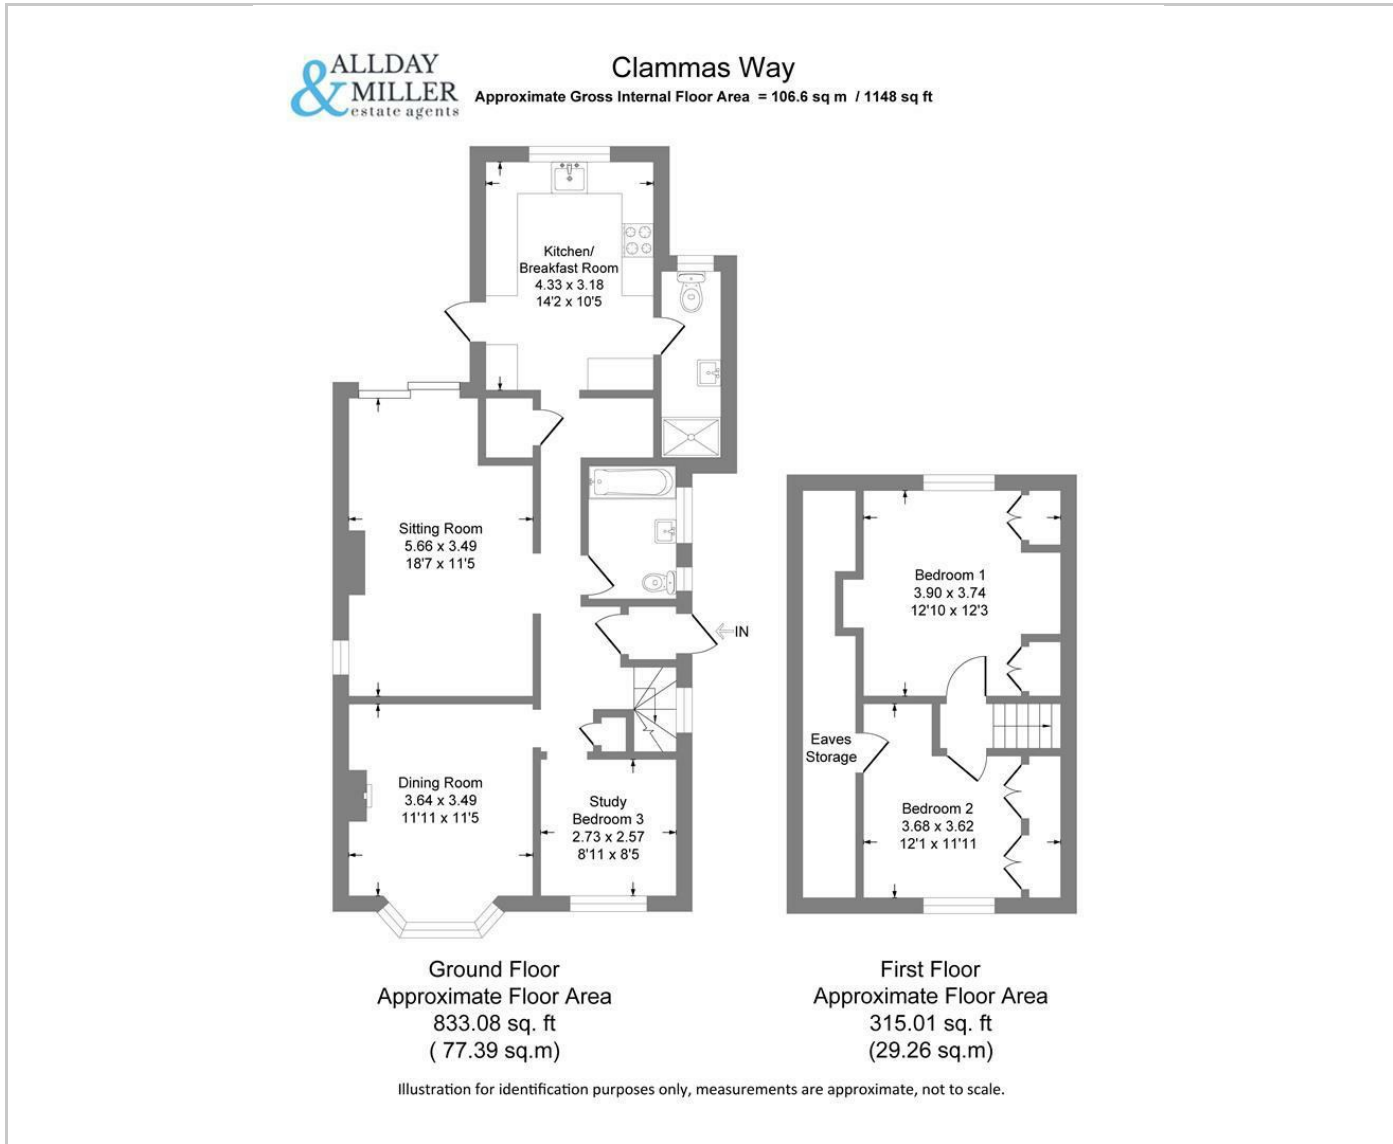 ALLDAY
& MILLER
estate agents
Clammas Way
Approximate Gross Internal Floor Area = 106.6 sq m / 1148 sq ft
Kitchen/
Breakfast Room
4.33 x 3.18
14'2 x 10'5
Sitting Room
5.66 x 3.49
18'7 x 11'5
IN
Dining Room
3.64 x 3.49
11'11 x 11'5
Study
Bedroom 3
2.73 x 2.57
8'11 x 8'5
Bedroom 1
3.90 x 3.74
12'10 x 12'3
Eaves
Storage
Bedroom 2
3.68 x 3.62
12'1 x 11'11
Ground Floor
Approximate Floor Area
833.08 sq. ft
( 77.39 sq.m)
First Floor
Approximate Floor Area
315.01 sq. ft
(29.26 sq.m)
Illustration for identification purposes only, measurements are approximate, not to scale.